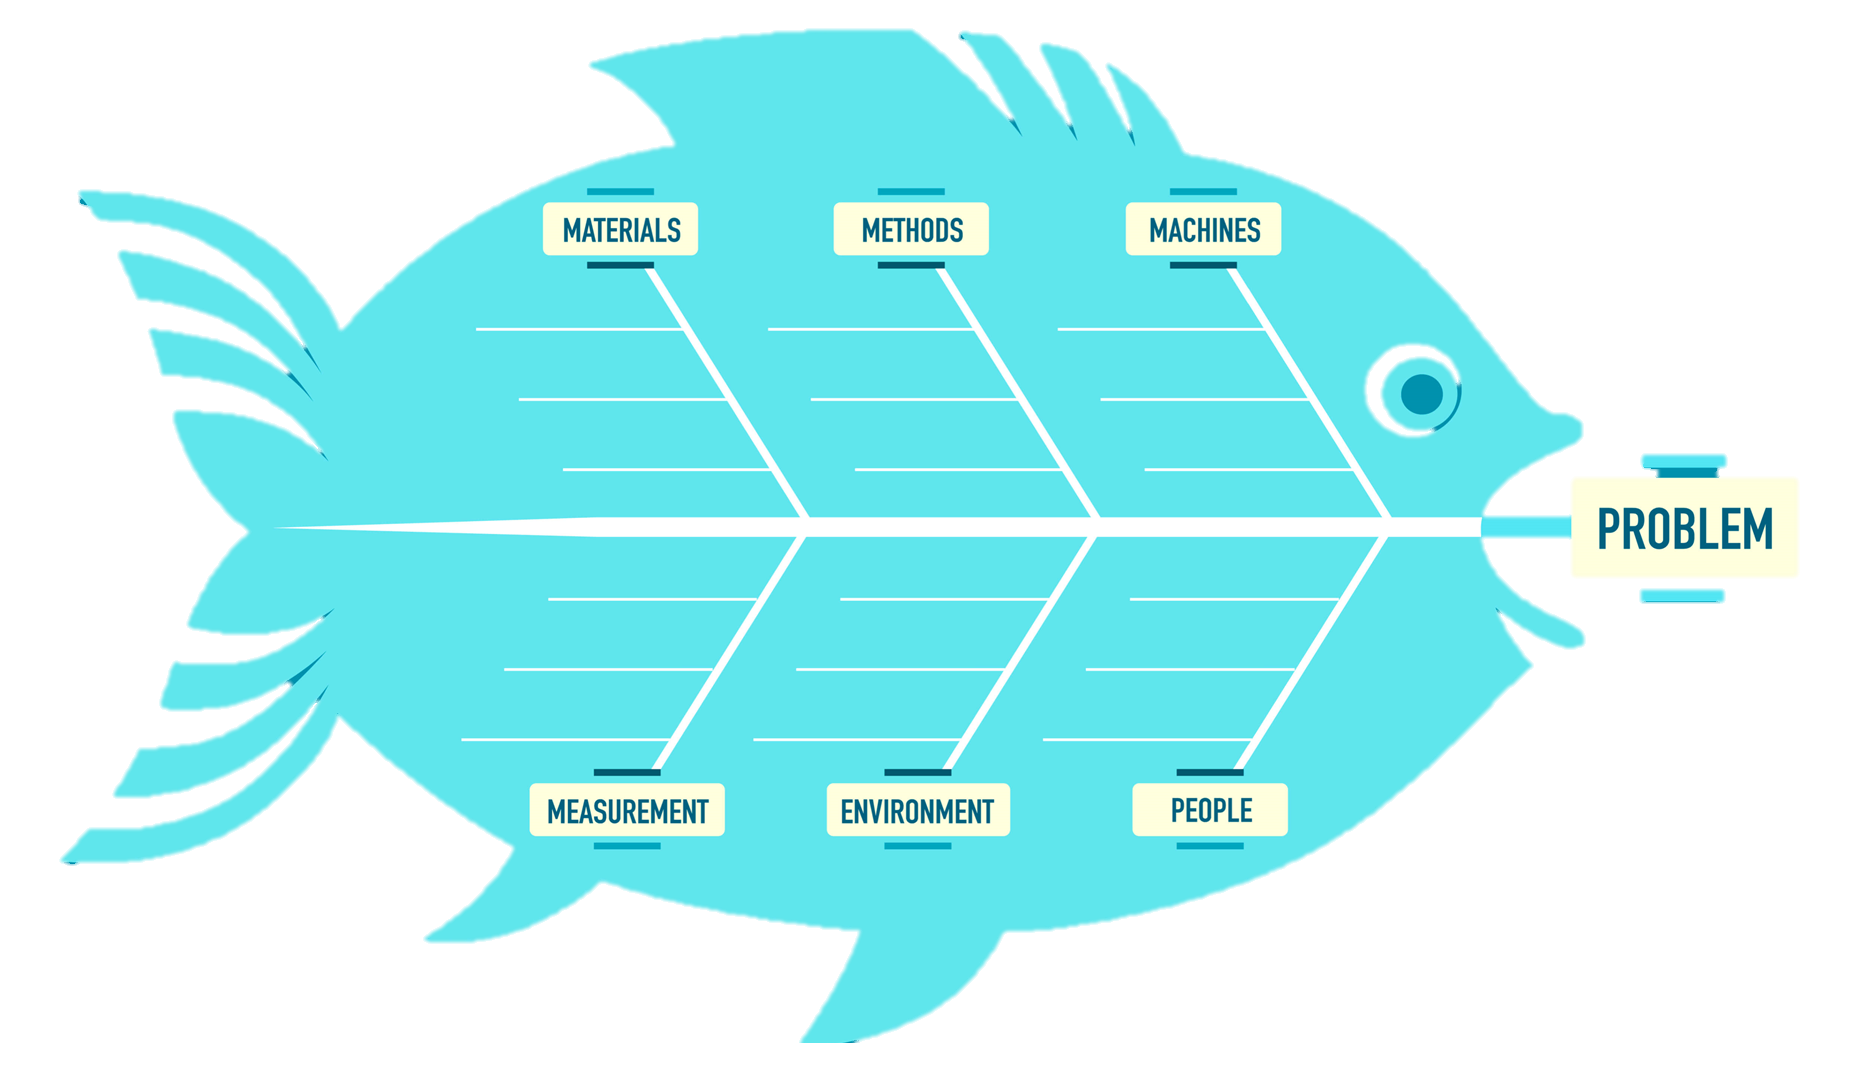 MATERIALS
METHODS
MACHINES
PROBLEM
MEASUREMENT
ENVIRONMENT
PEOPLE